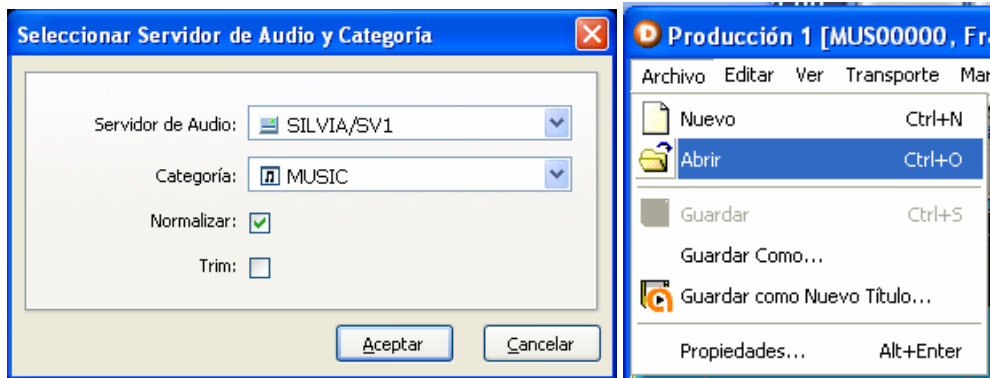 Seleccionar Servidor de Audio y Categoría
Servidor de Audio: SILVIA/SV1
Categoría: MUSIC
Normalizar:
Trim:
Aceptar Cancelar
Producción 1 [MUS00000, Fr
Archivo Editar Ver Transporte Mar
Nuevo Ctrl+N
Abrir Ctrl+O
Guardar Ctrl+S
Guardar Como...
Guardar como Nuevo Título...
Propiedades... Alt+Enter